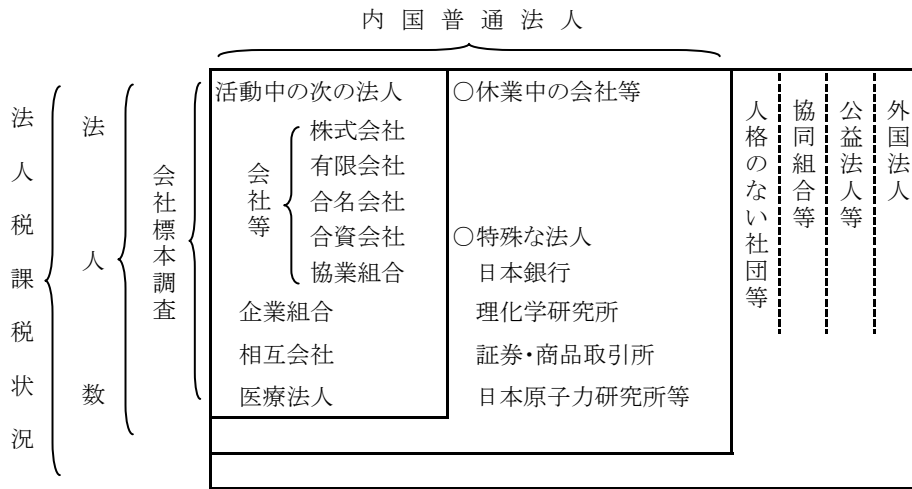 内国普通法人
法人税課税状況
法人数
会社標本調査
活動中の次の法人
会社等
株式会社
有限会社
合名会社
合資会社
協業組合
企業組合
相互会社
医療法人
○休業中の会社等
○特殊な法人
日本銀行
理化学研究所
証券・商品取引所
日本原子力研究所等
人格のない社団等
協同組合等
公益法人等
外国法人